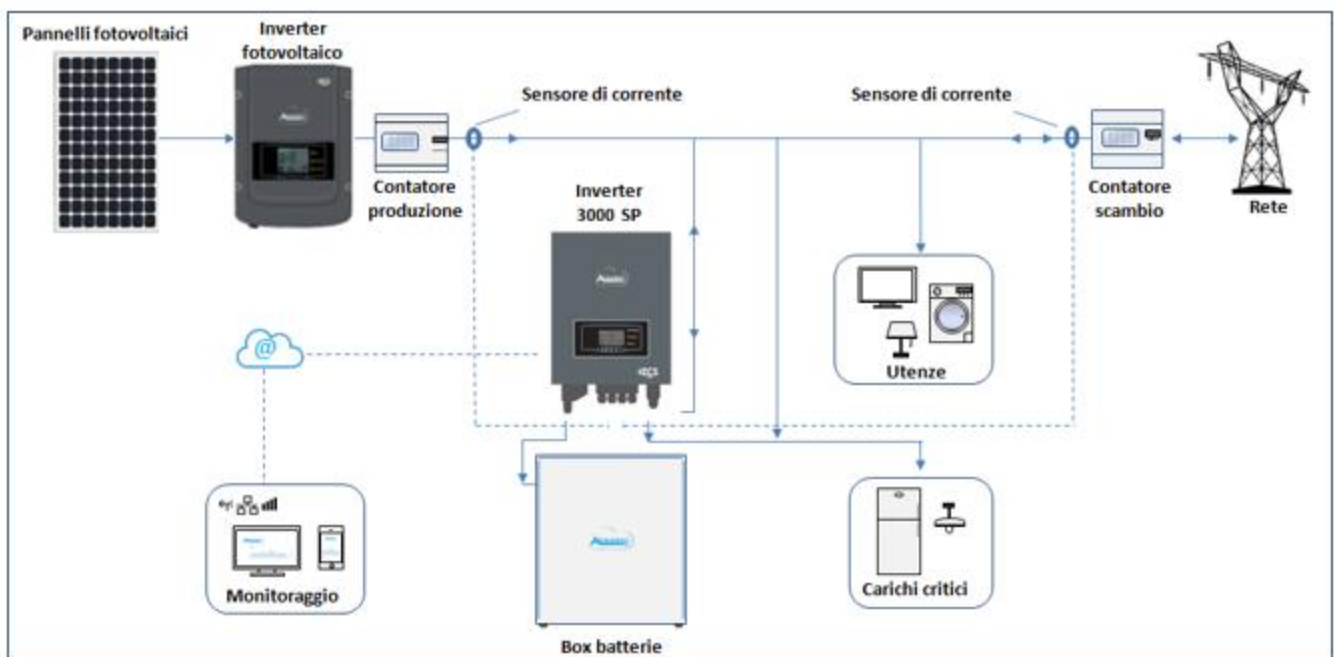 Pannelli fotovoltaici
Inverter
fotovoltaico
Sensore di corrente
Sensore di corrente
Contatore
produzione
Inverter
3000 SP
Contatore
scambio
Rete
@
Utenze
Monitoraggio
Carichi critici
Box batterie